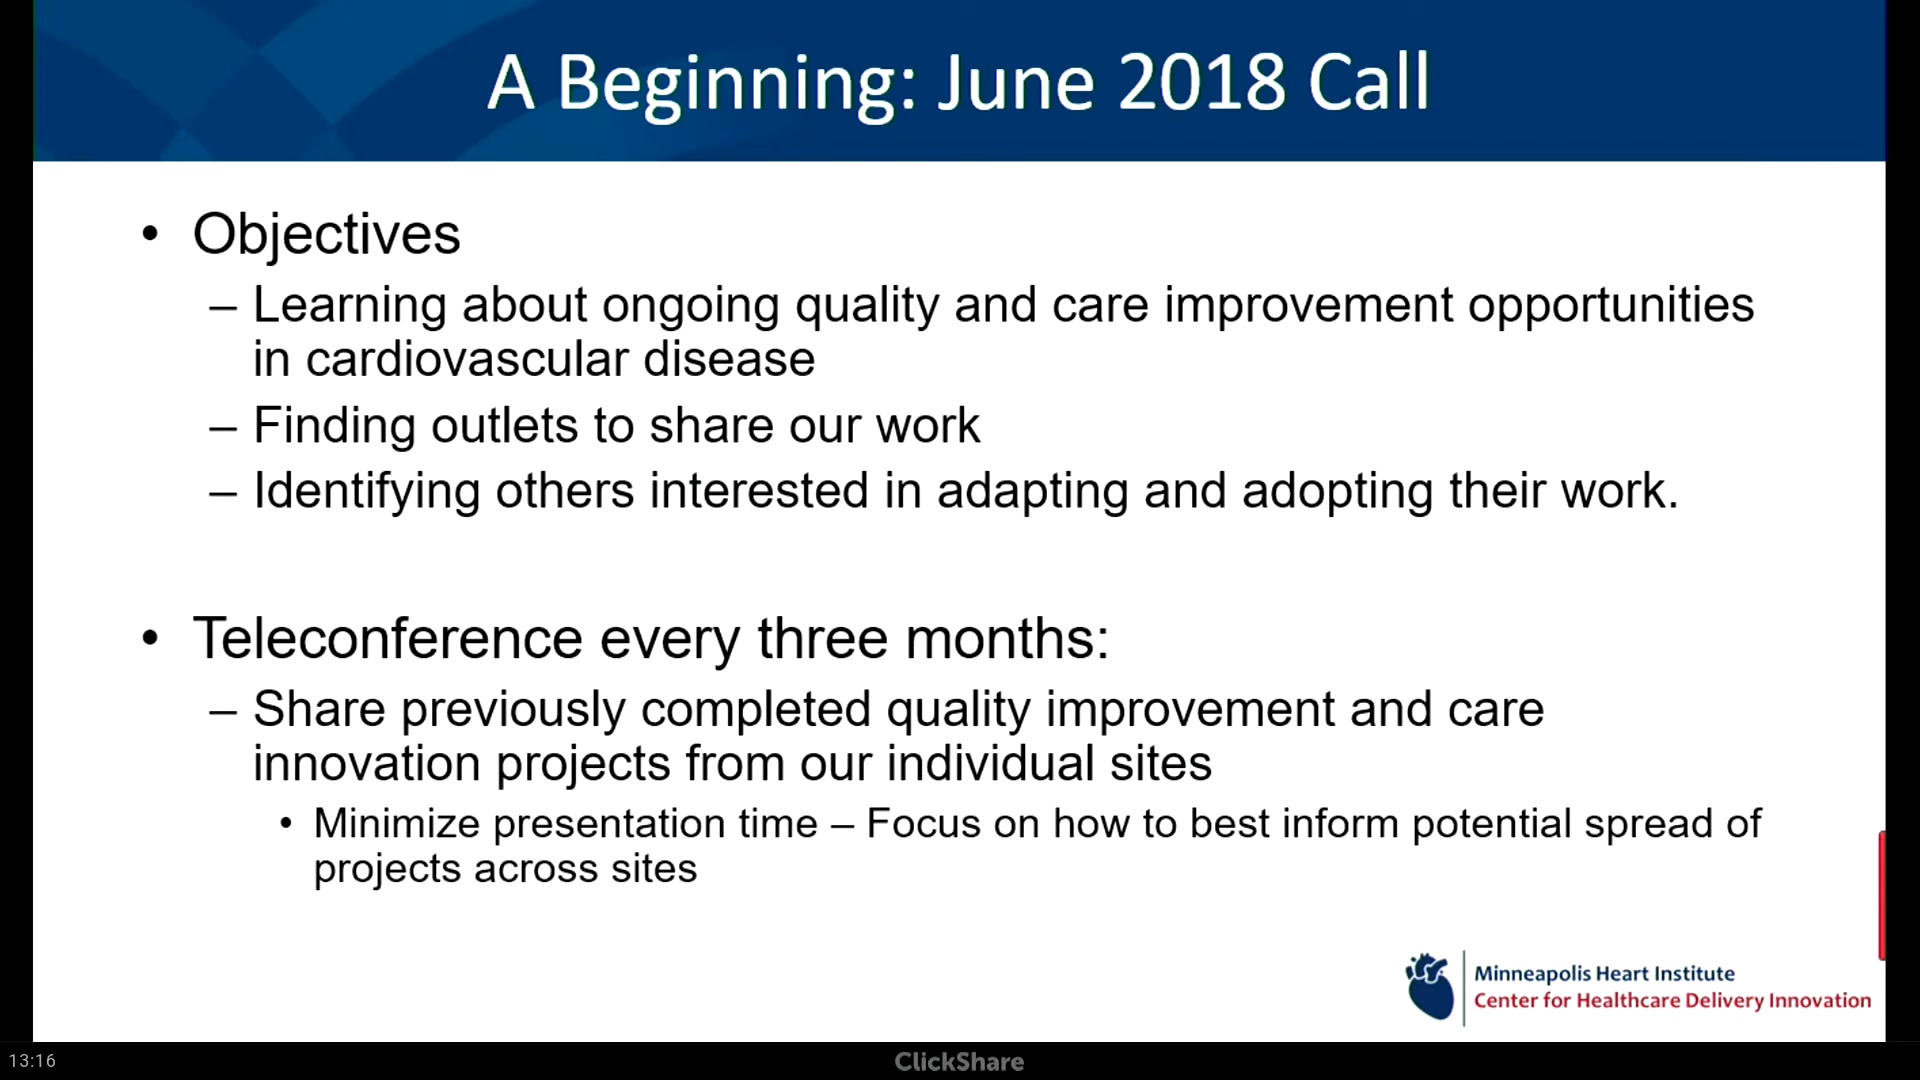 A Beginning: June 2018 Call
• Objectives
– Learning about ongoing quality and care improvement opportunities
in cardiovascular disease
– Finding outlets to share our work
– Identifying others interested in adapting and adopting their work.
• Teleconference every three months:
– Share previously completed quality improvement and care
innovation projects from our individual sites
• Minimize presentation time – Focus on how to best inform potential spread of
projects across sites
Minneapolis Heart Institute
Center for Healthcare Delivery Innovation
13:16
ClickShare